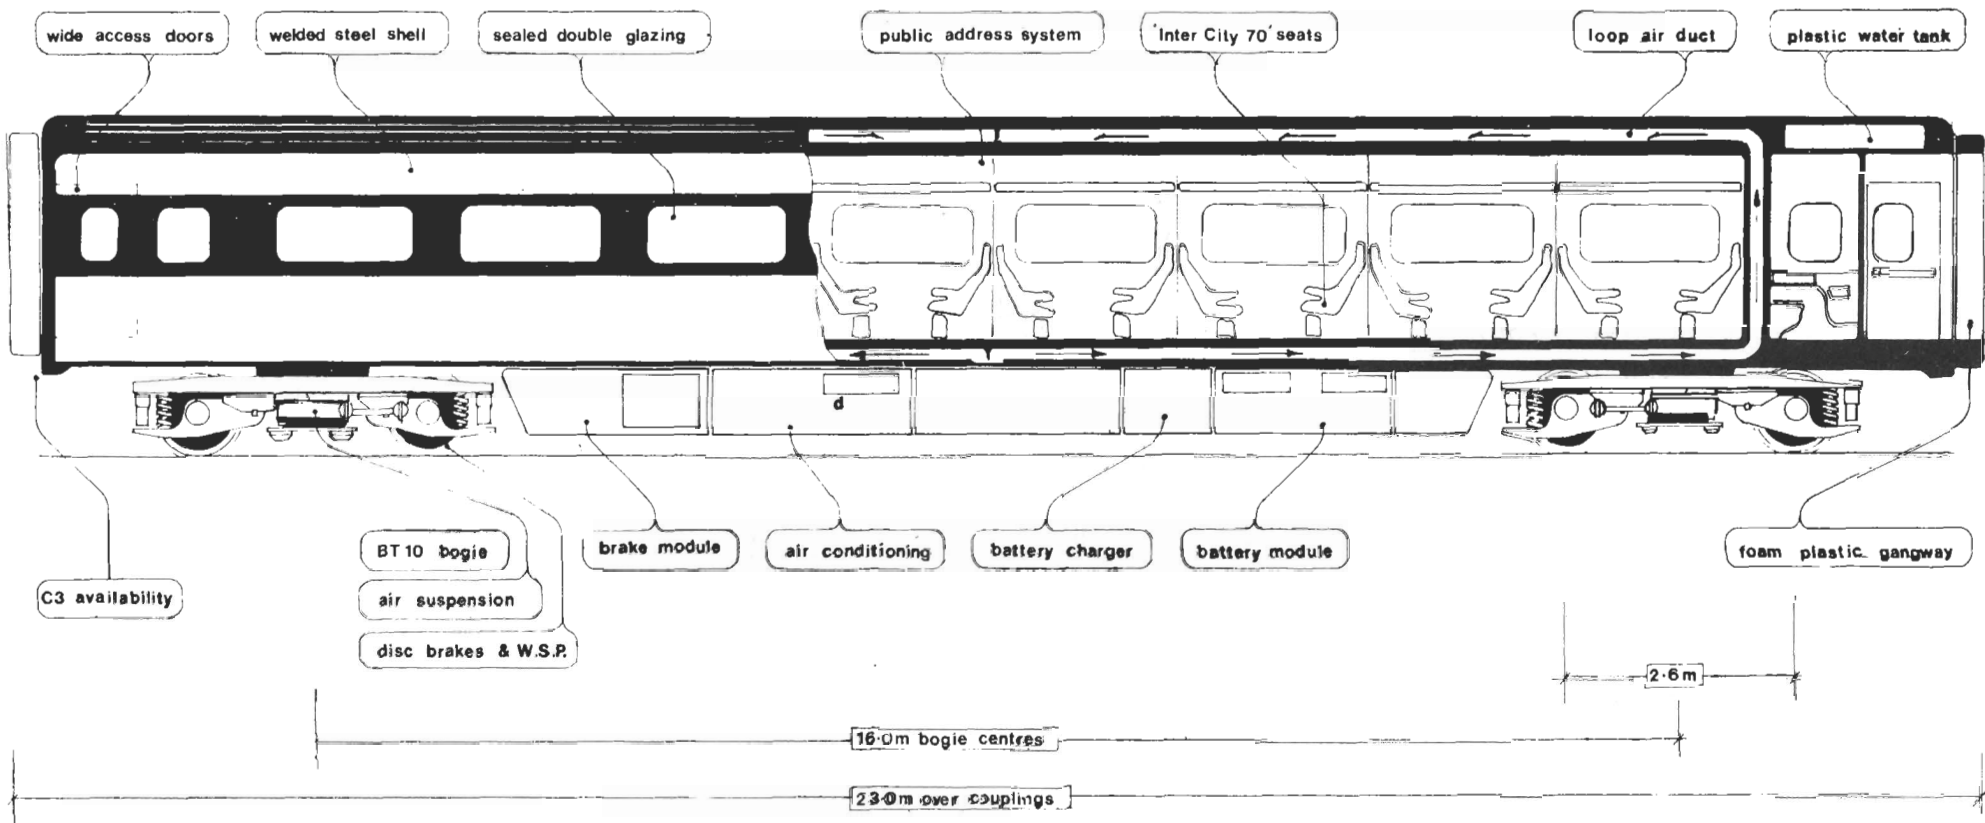 wide access doors
welded steel shell
sealed double glazing
public address system
'Inter City 70' seats
loop air duct
plastic water tank
d
BT 10 bogie
brake module
air conditioning
battery charger
battery module
foam plastic gangway
C3 availability
air suspension
disc brakes & W.S.P.
2·6m
16·0m bogie centres
23·0m over couplings